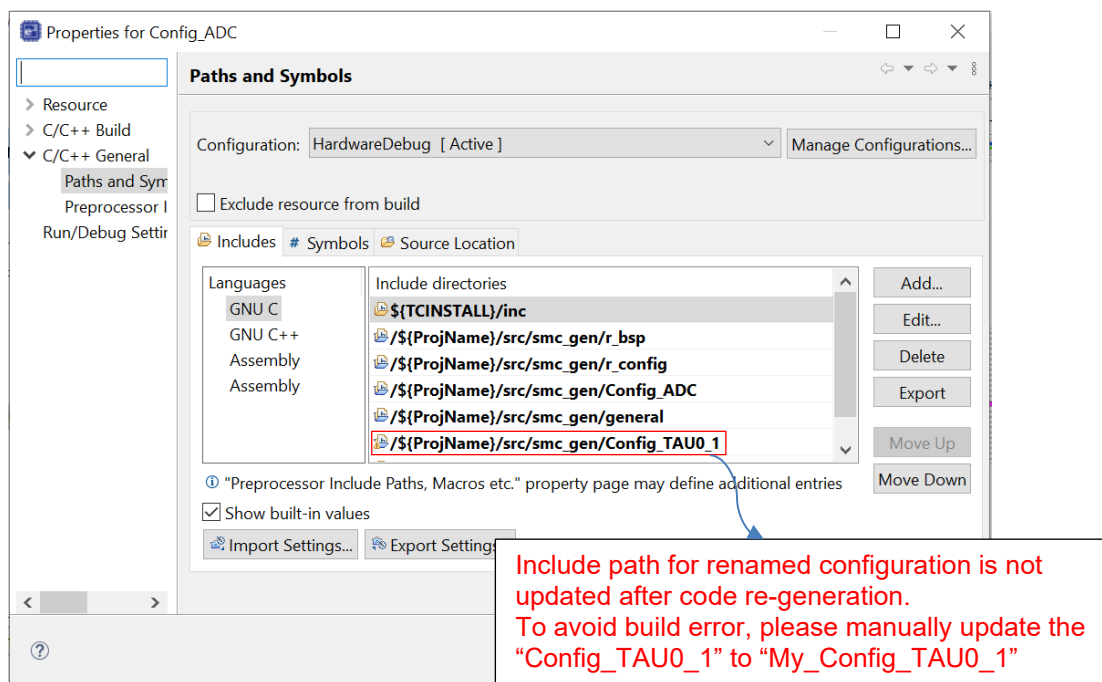 Properties for Config_ADC
Paths and Symbols
Resource
C/C++ Build
C/C++ General
Paths and Sym
Preprocessor I
Run/Debug Settir
Configuration: HardwareDebug [ Active ]
Manage Configurations...
Exclude resource from build
Includes # Symbols Source Location
Languages
GNU C
GNU C++
Assembly
Assembly
Include directories
${TCINSTALL}/inc
/${ProjName}/src/smc_gen/r_bsp
/${ProjName}/src/smc_gen/r_config
/${ProjName}/src/smc_gen/Config_ADC
/${ProjName}/src/smc_gen/general
/${ProjName}/src/smc_gen/Config_TAU0_1
Add...
Edit...
Delete
Export
Move Up
Move Down
"Preprocessor Include Paths, Macros etc." property page may define additional entries
Show built-in values
Import Settings... Export Settings
Include path for renamed configuration is not
updated after code re-generation.
To avoid build error, please manually update the
“Config_TAU0_1” to “My_Config_TAU0_1”